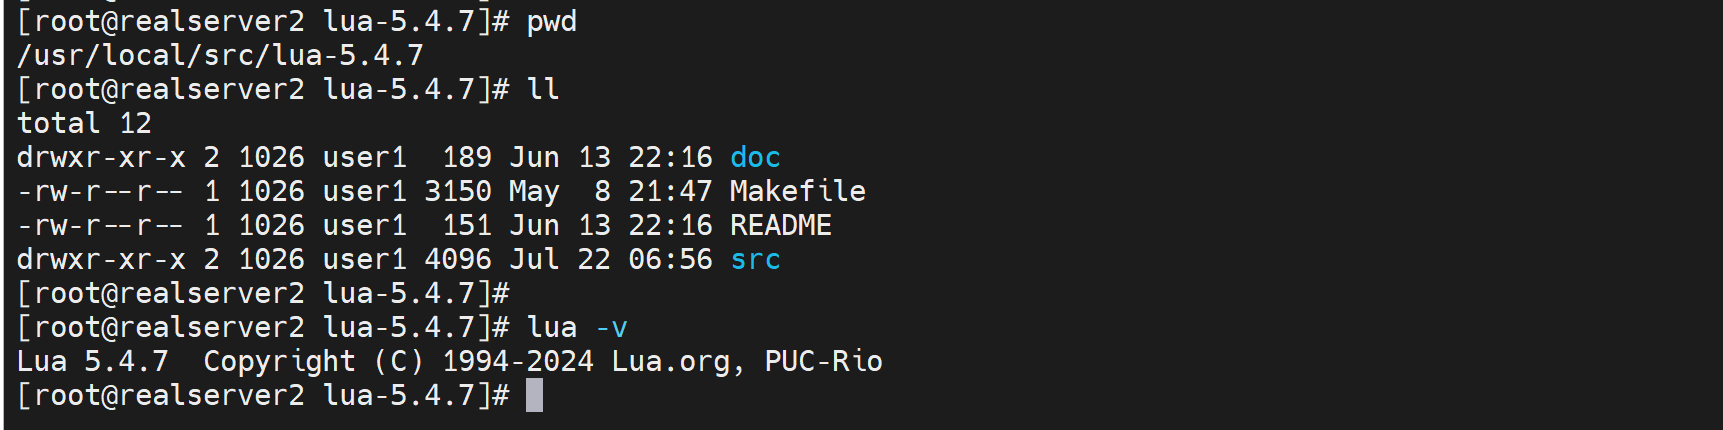 [root@realserver2 lua-5.4.7]# pwd
/usr/local/src/lua-5.4.7
[root@realserver2 lua-5.4.7]# ll
total 12
drwxr-xr-x 2 1026 user1  189 Jun 13 22:16 doc
-rw-r--r-- 1 1026 user1 3150 May  8 21:47 Makefile
-rw-r--r-- 1 1026 user1  151 Jun 13 22:16 README
drwxr-xr-x 2 1026 user1 4096 Jul 22 06:56 src
[root@realserver2 lua-5.4.7]#
[root@realserver2 lua-5.4.7]# lua -v
Lua 5.4.7  Copyright (C) 1994-2024 Lua.org, PUC-Rio
[root@realserver2 lua-5.4.7]#